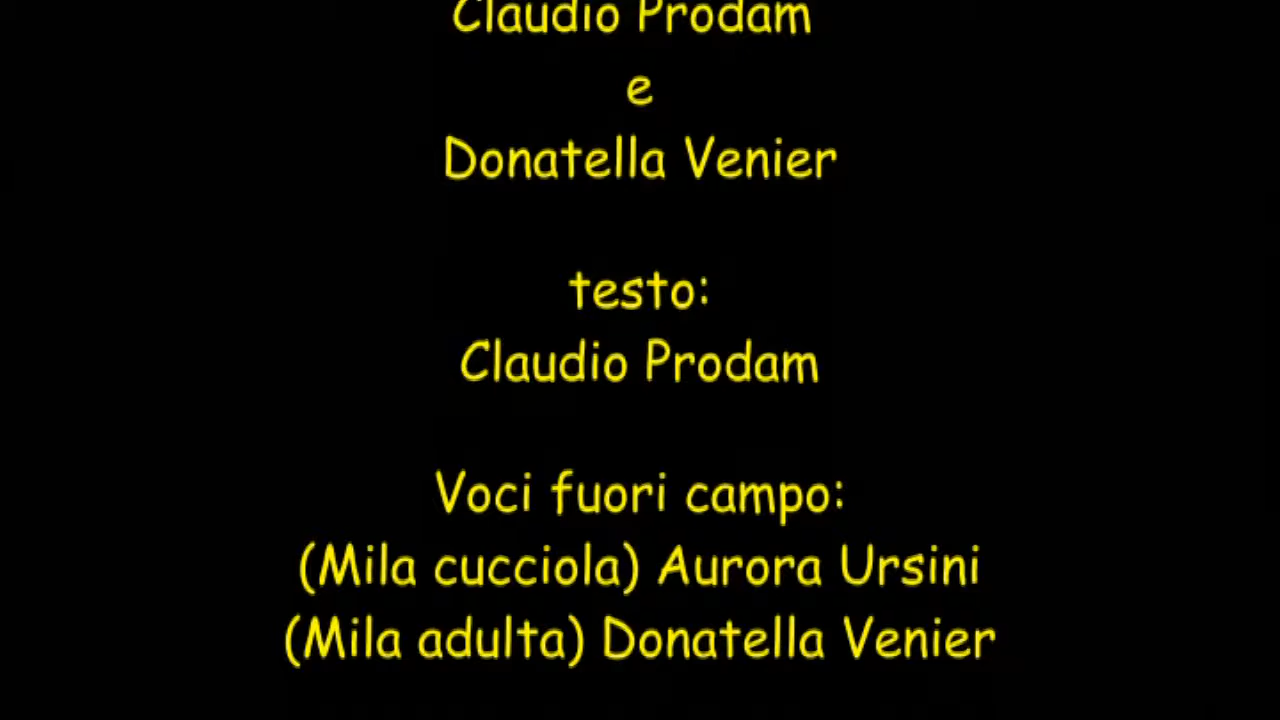 Claudio Prodam
e
Donatella Venier
testo:
Claudio Prodam
Voci fuori campo:
(Mila cucciola) Aurora Ursini
(Mila adulta) Donatella Venier